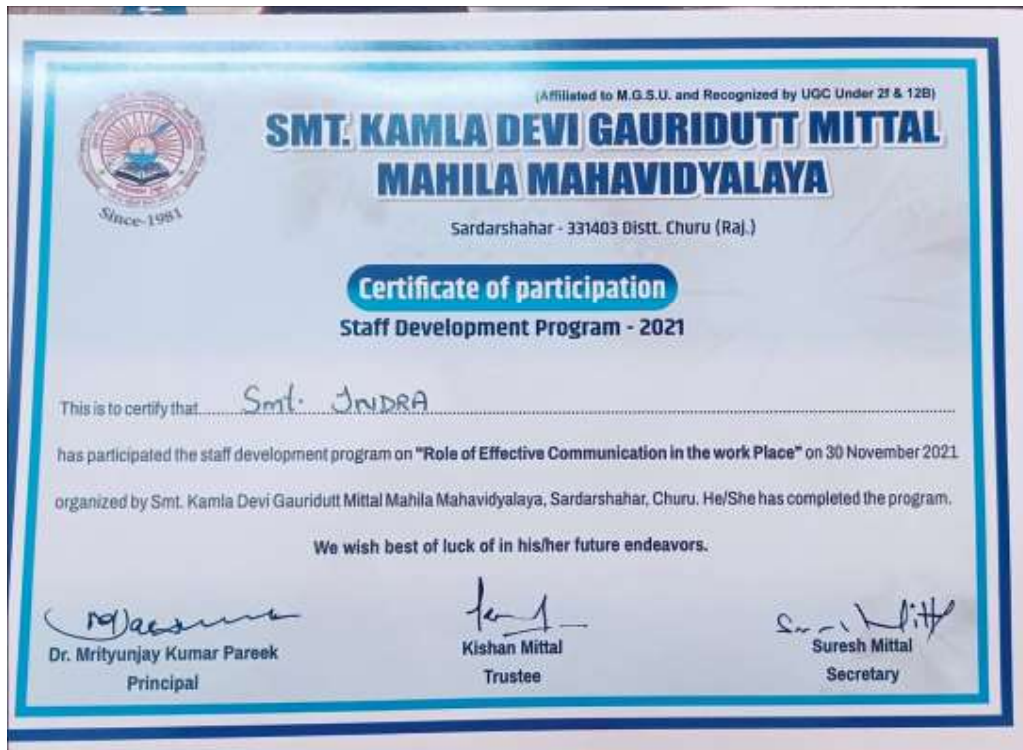 (Affiliated to M.G.S.U. and Recognized by UGC Under 2f & 12B)
SMT. KAMLA DEVI GAURIDUTT MITTAL
MAHILA MAHAVIDYALAYA
Since-1981
Sardarshahar - 331403 Distt. Churu (Raj.)
Certificate of participation
Staff Development Program - 2021
This is to certify that Smt. INDRA
has participated the staff development program on "Role of Effective Communication in the work Place" on 30 November 2021
organized by Smt. Kamla Devi Gauridutt Mittal Mahila Mahavidyalaya, Sardarshahar, Churu. He/She has completed the program.
We wish best of luck of in his/her future endeavors.
Dr. Mrityunjay Kumar Pareek
Principal
Kishan Mittal
Trustee
Suresh Mittal
Secretary